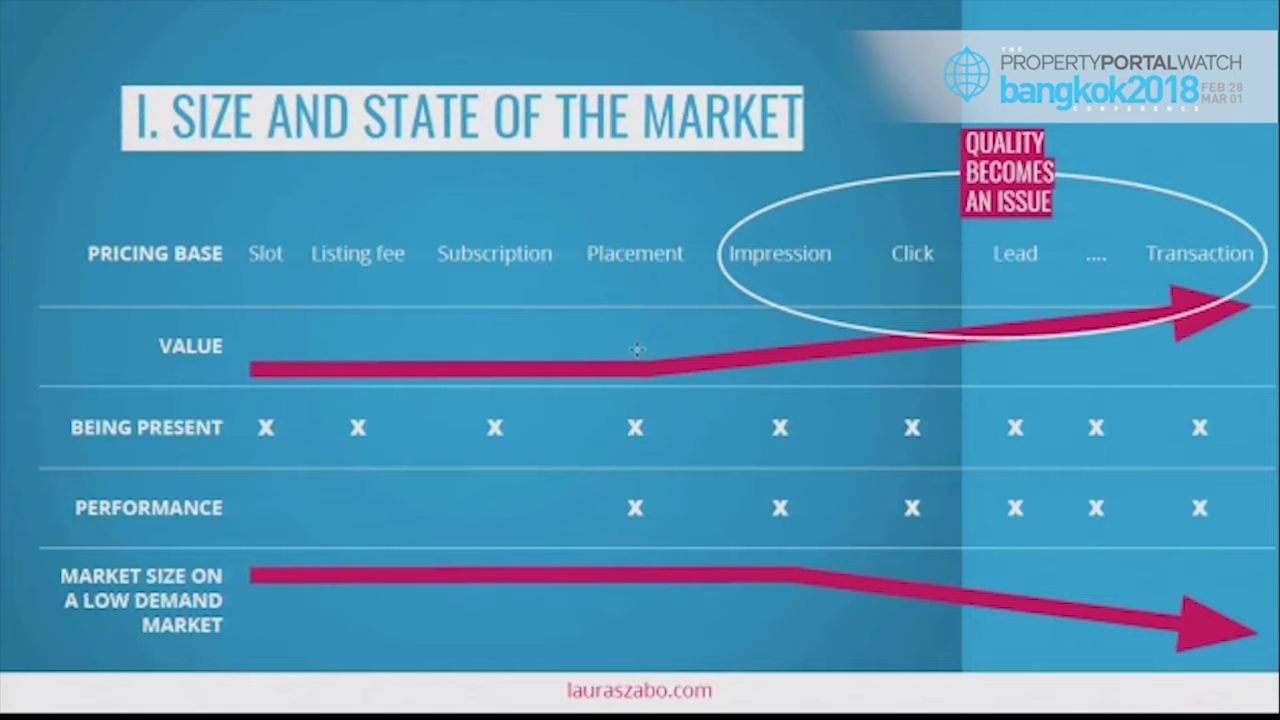 THE
PROPERTYPORTALWATCH
bangkok2018 FEB 28
MAR 01
CONFERENCE
I. SIZE AND STATE OF THE MARKET
QUALITY
BECOMES
AN ISSUE
PRICING BASE Slot Listing fee Subscription Placement Impression Click Lead .... Transaction
VALUE
BEING PRESENT X X X X X X X X X
PERFORMANCE X X X X X X
MARKET SIZE ON
A LOW DEMAND
MARKET
lauraszabo.com